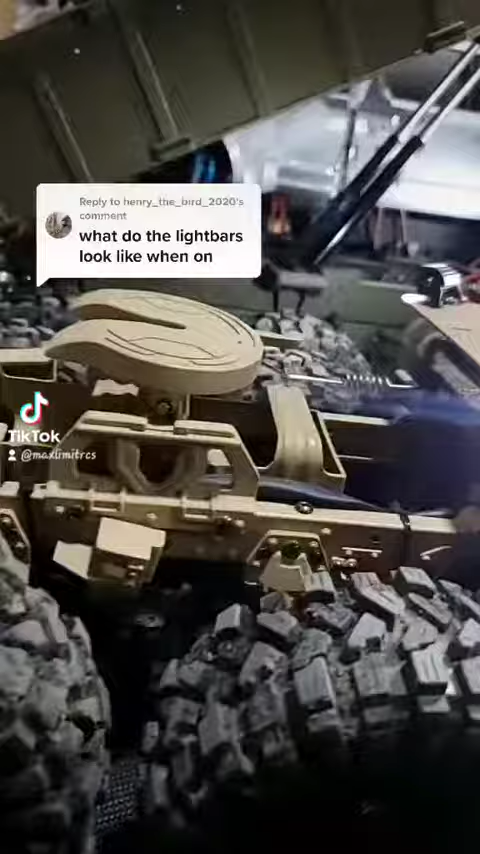 Reply to henry_the_bird_2020's
comment
what do the lightbars
look like when on
TikTok
@maxlimitrcs